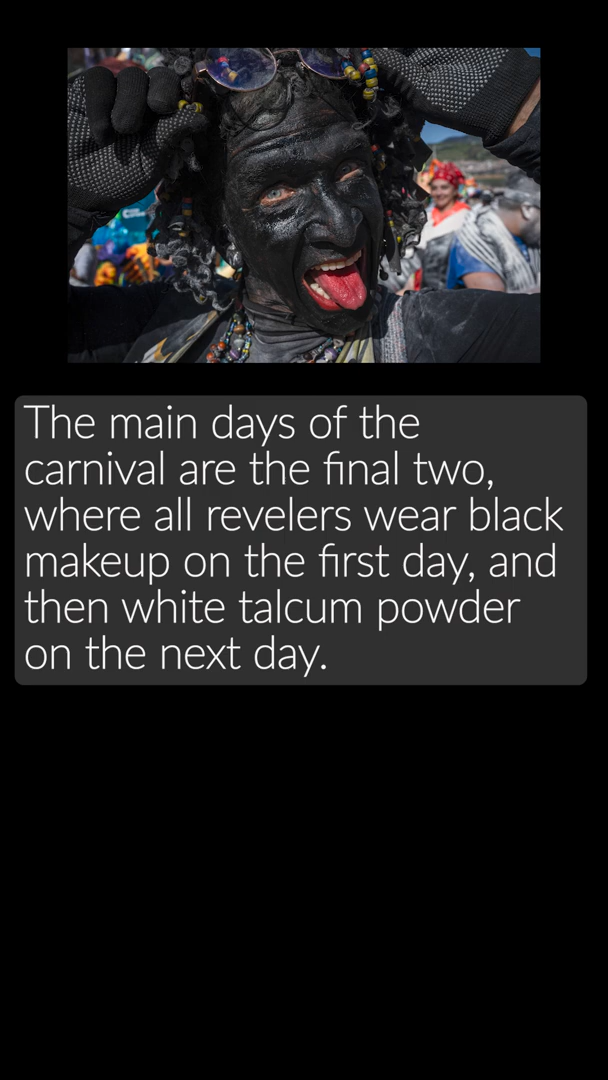 The main days of the
carnival are the final two,
where all revelers wear black
makeup on the first day, and
then white talcum powder
on the next day.